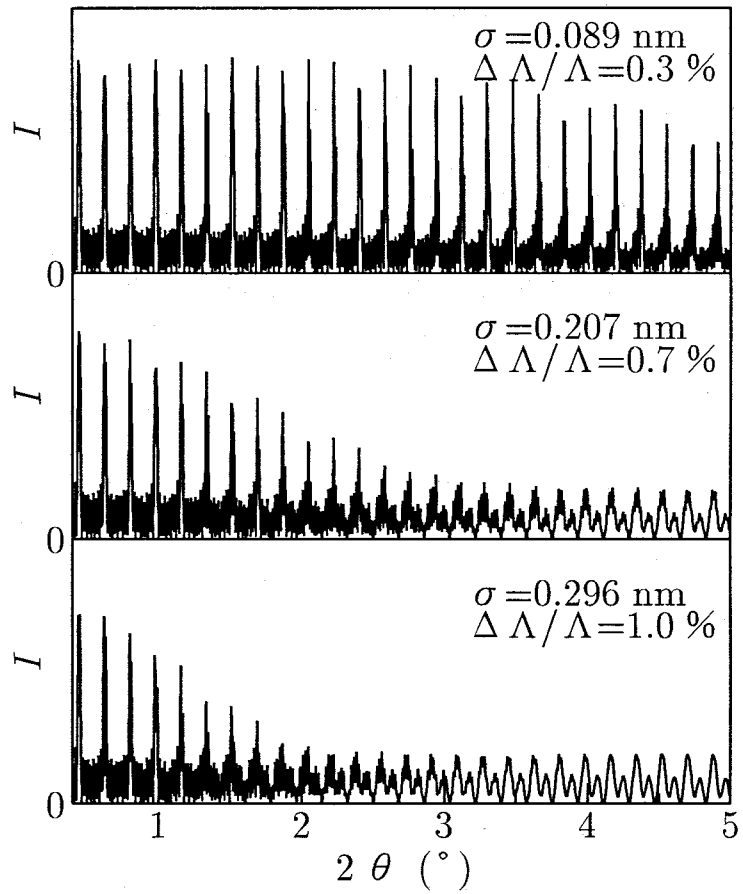 σ=0.089 nm
Δ Λ/Λ=0.3 %
I
0
σ=0.207 nm
Δ Λ/Λ=0.7 %
I
0
σ=0.296 nm
Δ Λ/Λ=1.0 %
I
0
1 2 3 4 5
2 θ (°)